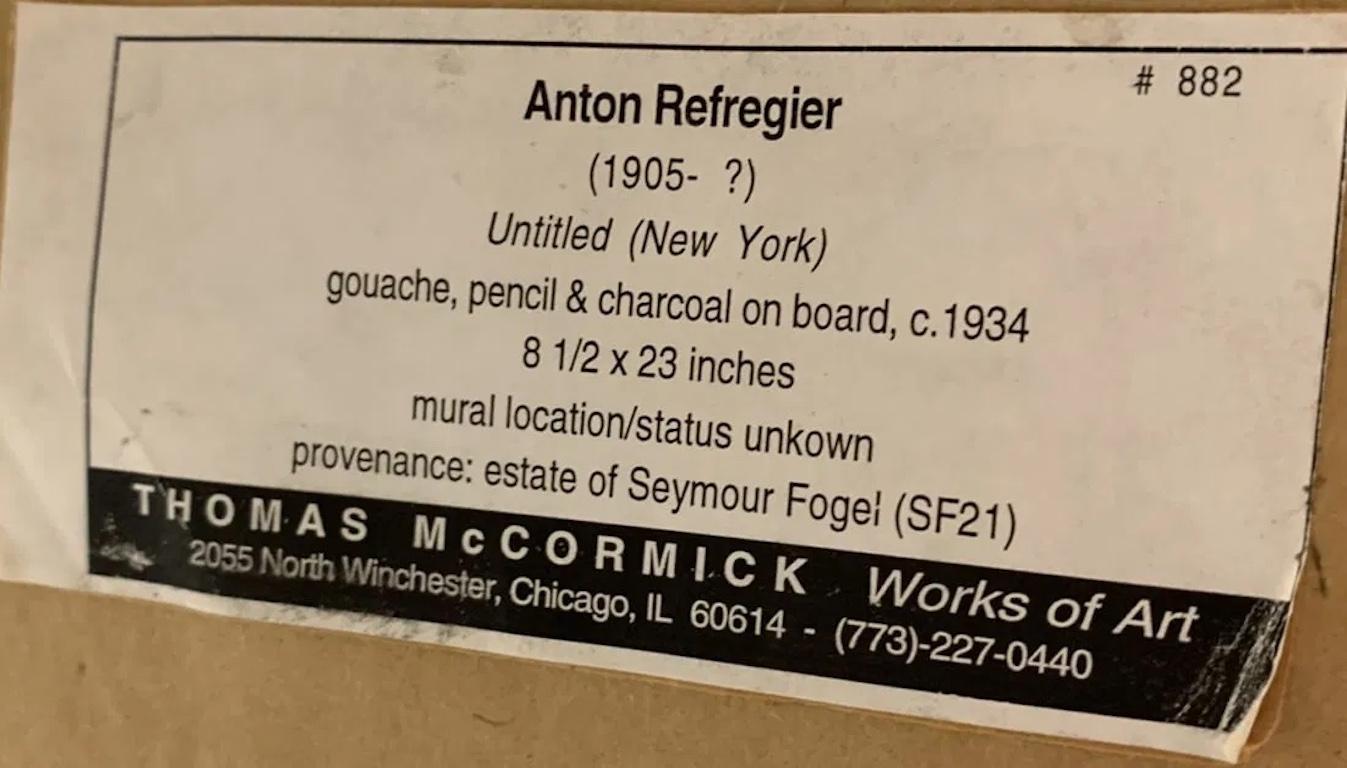 # 882
Anton Refregier
(1905- ?)
Untitled (New York)
gouache, pencil & charcoal on board, c.1934
8 1/2 x 23 inches
mural location/status unkown
provenance: estate of Seymour Fogel (SF21)
THOMAS McCORMICK Works of Art
2055 North Winchester, Chicago, IL 60614 - (773)-227-0440